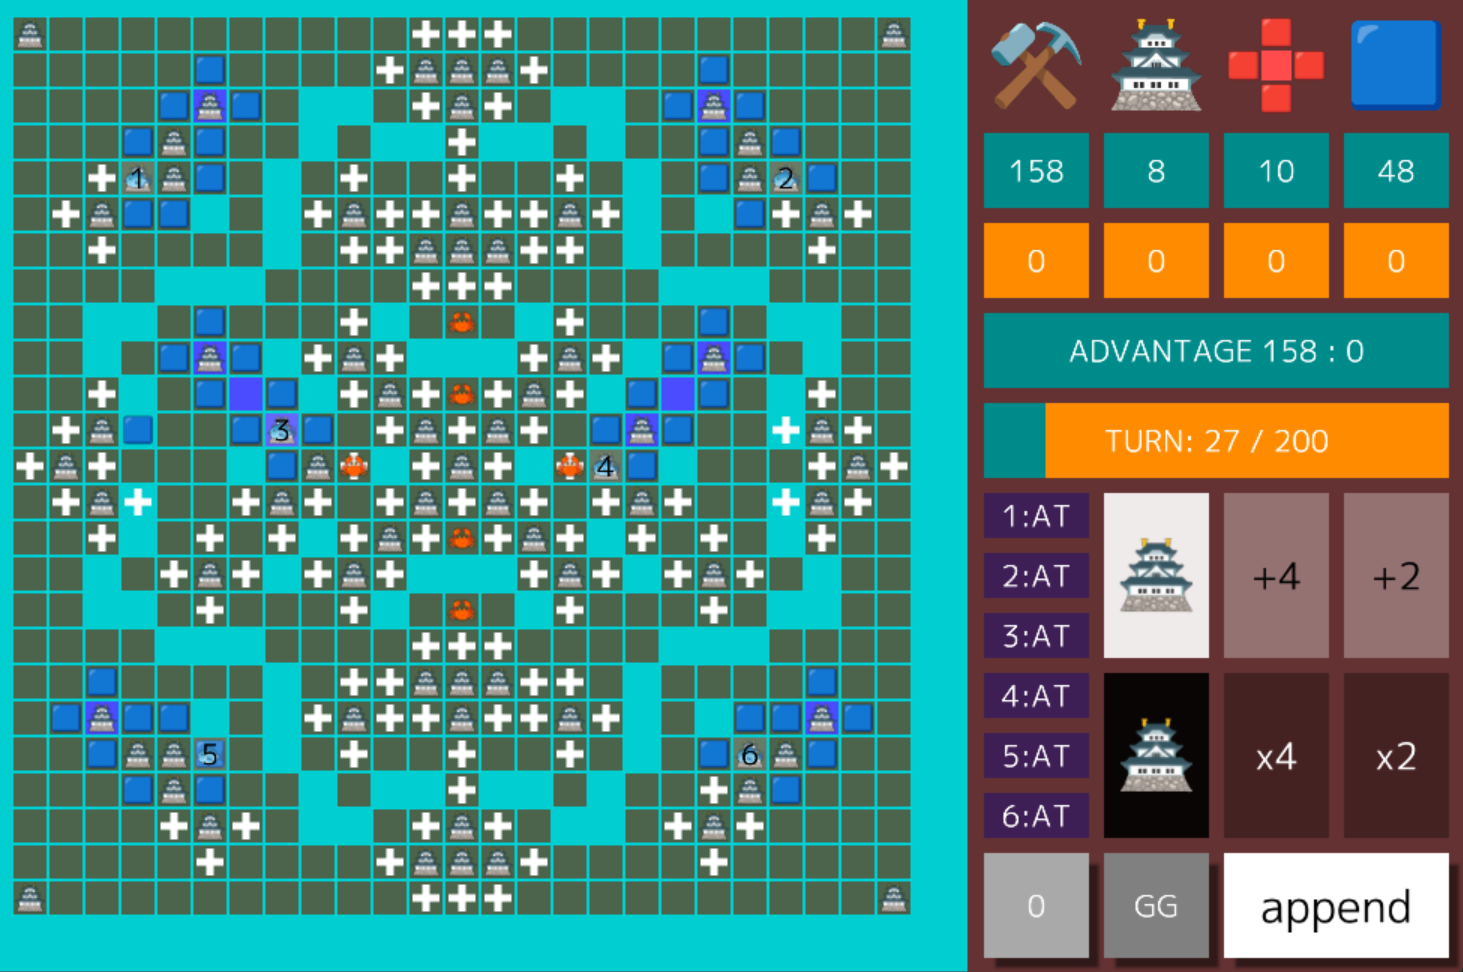 1
2
3
4
5
6
158 8 10 48
0 0 0 0
ADVANTAGE 158 : 0
TURN: 27 / 200
1:AT
2:AT
3:AT
4:AT
5:AT
6:AT
+4 +2
x4 x2
0 GG append